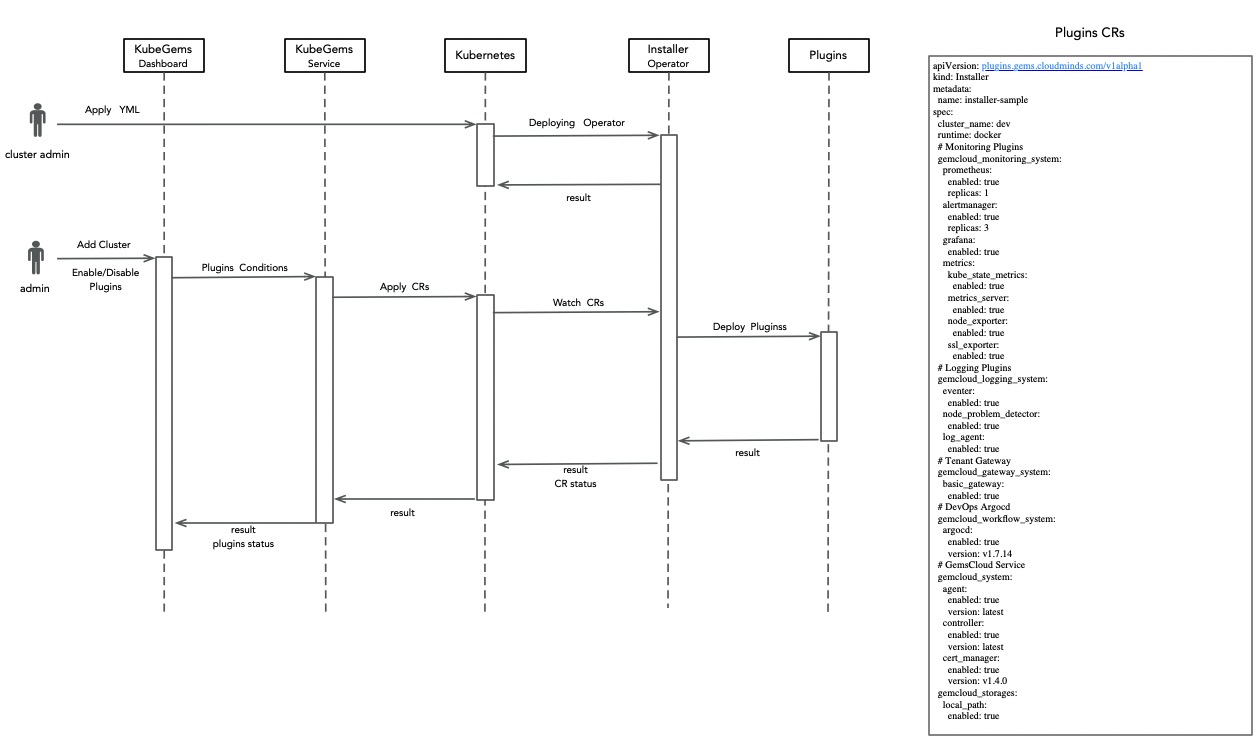 Plugins CRs
KubeGems
Dashboard
KubeGems
Service
Kubernetes
Installer
Operator
Plugins
Apply YML
cluster admin
Deploying Operator
result
Add Cluster
Enable/Disable
Plugins
admin
Plugins Conditions
Apply CRs
Watch CRs
Deploy Pluginss
result
result
CR status
result
result
plugins status
apiVersion: plugins.gems.cloudminds.com/v1alpha1
kind: Installer
metadata:
name: installer-sample
spec:
cluster_name: dev
runtime: docker
# Monitoring Plugins
gemcloud_monitoring_system:
prometheus:
enabled: true
replicas: 1
alertmanager:
enabled: true
replicas: 3
grafana:
enabled: true
metrics:
kube_state_metrics:
enabled: true
metrics_server:
enabled: true
node_exporter:
enabled: true
ssl_exporter:
enabled: true
# Logging Plugins
gemcloud_logging_system:
eventer:
enabled: true
node_problem_detector:
enabled: true
log_agent:
enabled: true
# Tenant Gateway
gemcloud_gateway_system:
basic_gateway:
enabled: true
# DevOps Argocd
gemcloud_workflow_system:
argocd:
enabled: true
version: v1.7.14
# GemsCloud Service
gemcloud_system:
agent:
enabled: true
version: latest
controller:
enabled: true
version: latest
cert_manager:
enabled: true
version: v1.4.0
gemcloud_storages:
local_path:
enabled: true